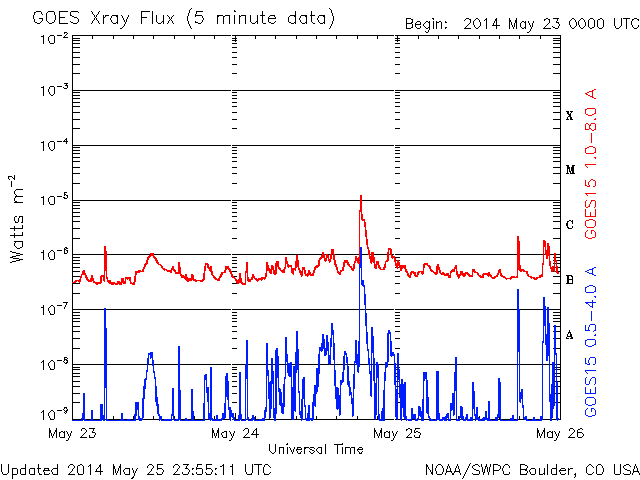 GOES Xray Flux (5 minute data)
Begin: 2014 May 23 0000 UTC
10⁻²
10⁻³
10⁻⁴
10⁻⁵
10⁻⁶
10⁻⁷
10⁻⁸
10⁻⁹
Watts m⁻²
X
M
C
B
A
GOES15 1.0-8.0 A
GOES15 0.5-4.0 A
May 23
May 24
May 25
May 26
Universal Time
Updated 2014 May 25 23:55:11 UTC
NOAA/SWPC Boulder, CO USA